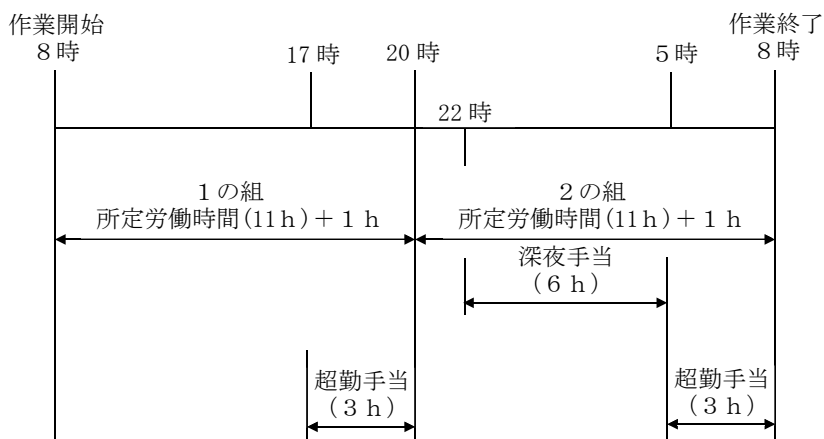 作業開始
8時
17時
20時
5時
作業終了
8時
22時
1の組
所定労働時間(11h)+1h
2の組
所定労働時間(11h)+1h
深夜手当
(6h)
超勤手当
(3h)
超勤手当
(3h)